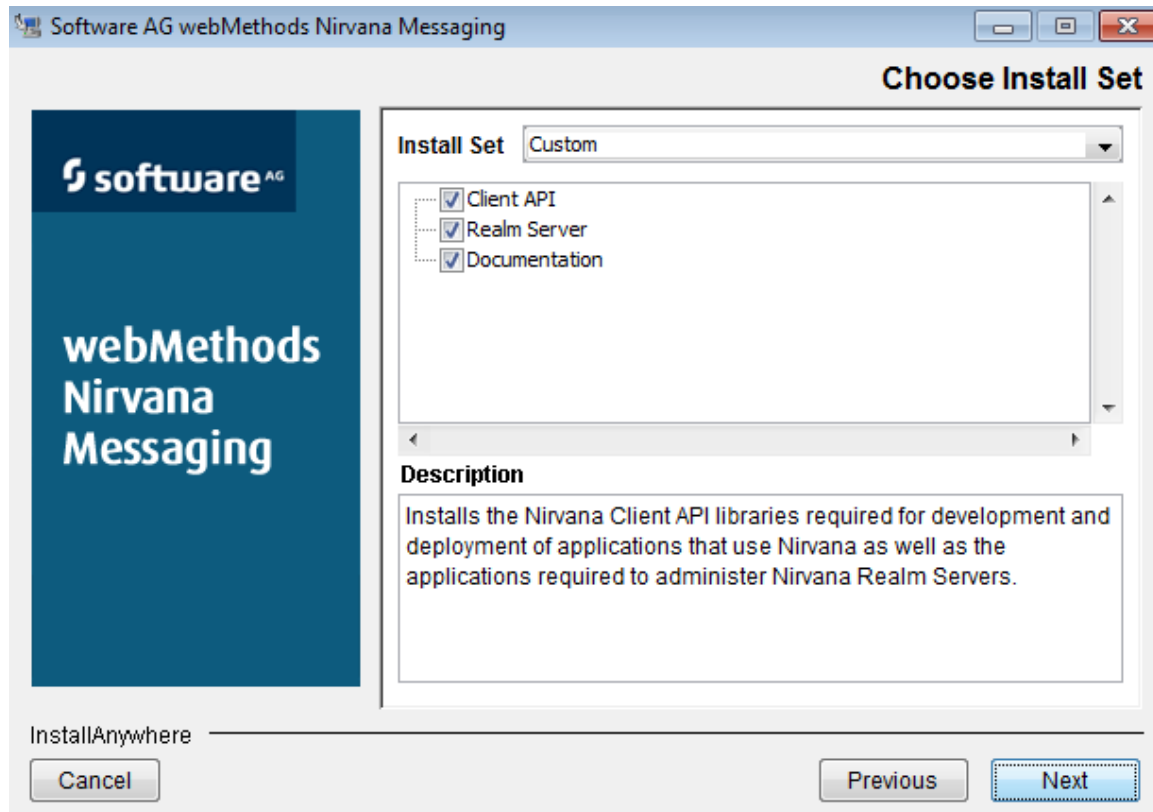 Software AG webMethods Nirvana Messaging
Choose Install Set
software AG
webMethods
Nirvana
Messaging
Install Set Custom
Client API
Realm Server
Documentation
Description
Installs the Nirvana Client API libraries required for development and
deployment of applications that use Nirvana as well as the
applications required to administer Nirvana Realm Servers.
InstallAnywhere
Cancel Previous Next